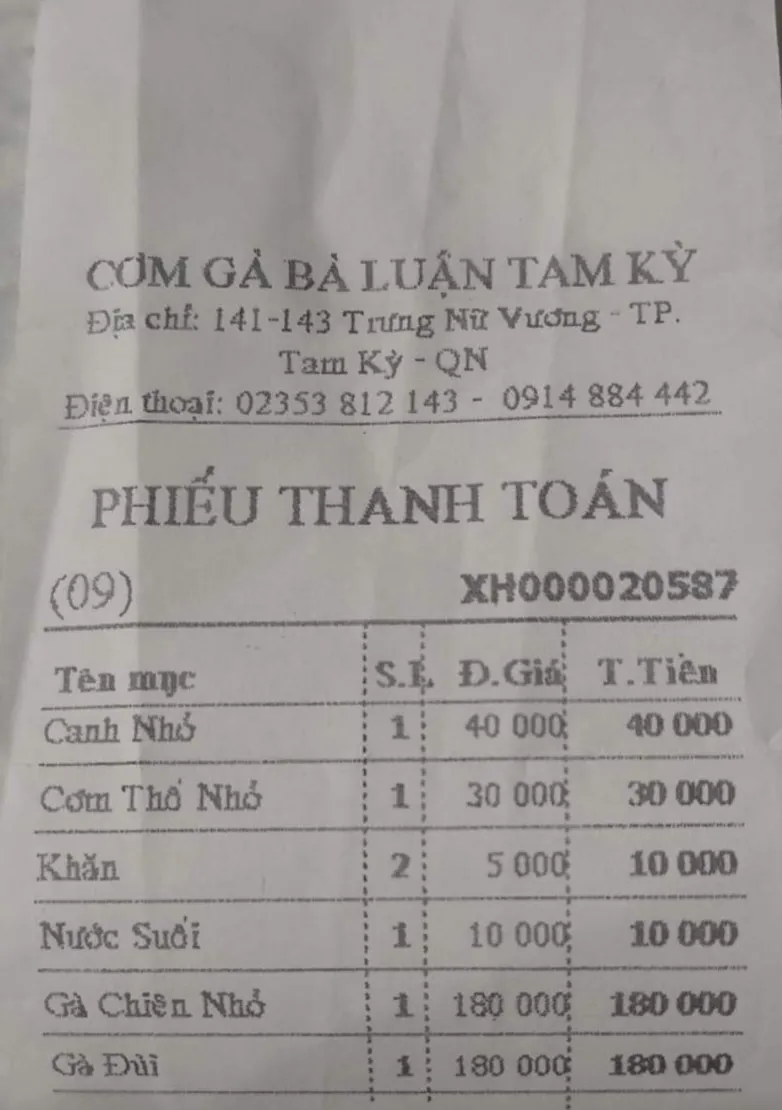 CƠM GÀ BÀ LUẬN TAM KỲ
Địa chỉ: 141-143 Trưng Nữ Vương - TP.
Tam Kỳ - QN
Điện thoại: 02353 812 143 - 0914 884 442
PHIẾU THANH TOÁN
(09) XH000020587
Tên mục S.L Đ.Giá T.Tiền
Canh Nhỏ 1 40 000 40 000
Cơm Thố Nhỏ 1 30 000 30 000
Khăn 2 5 000 10 000
Nước Suối 1 10 000 10 000
Gà Chiên Nhỏ 1 180 000 180 000
Gà Đùi 1 180 000 180 000